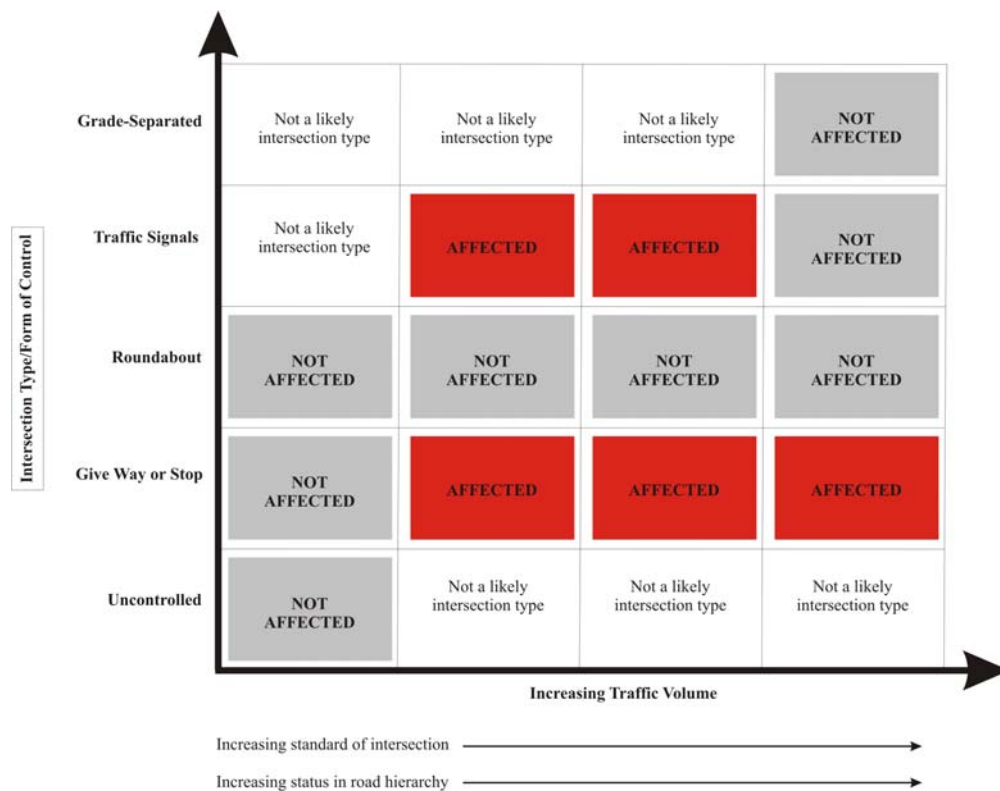 Grade-Separated
Not a likely
intersection type
Not a likely
intersection type
Not a likely
intersection type
NOT
AFFECTED
Traffic Signals
Not a likely
intersection type
AFFECTED
AFFECTED
NOT
AFFECTED
Intersection Type/Form of Control
Roundabout
NOT
AFFECTED
NOT
AFFECTED
NOT
AFFECTED
NOT
AFFECTED
Give Way or Stop
NOT
AFFECTED
AFFECTED
AFFECTED
AFFECTED
Uncontrolled
NOT
AFFECTED
Not a likely
intersection type
Not a likely
intersection type
Not a likely
intersection type
Increasing Traffic Volume
Increasing standard of intersection
Increasing status in road hierarchy